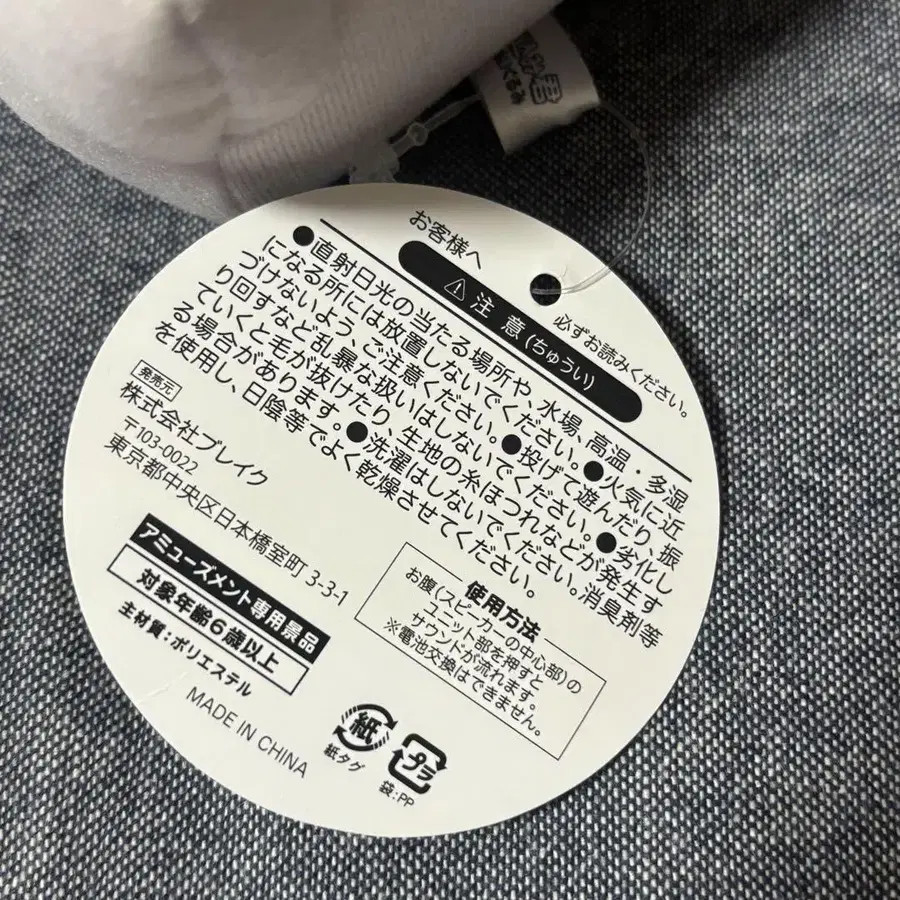 お客様へ
⚠ 注意(ちゅうい)
必ずお読みください。
●直射日光の当たる場所や、水場、高温・多湿
になる所には放置しないでください。●火気に近
づけないよう、ご注意ください。●投げて遊んだり、振
り回すなど乱暴な扱いはしないでください。●劣化し
ていくと毛が抜けたり、生地の糸ほつれなどが発生す
る場合があります。●洗濯はしないでください。消臭剤等
を使用し、日陰等でよく乾燥させてください。
発売元
株式会社ブレイク
〒103-0022
東京都中央区日本橋室町 3-3-1
アミューズメント専用景品
対象年齢6歳以上
主材質:ポリエステル
MADE IN CHINA
使用方法
お腹(スピーカーの中心部)の
ユニット部を押すと
サウンドが流れます。
※電池交換はできません。
紙
紙タグ
プラ
袋:PP
ぐるみ